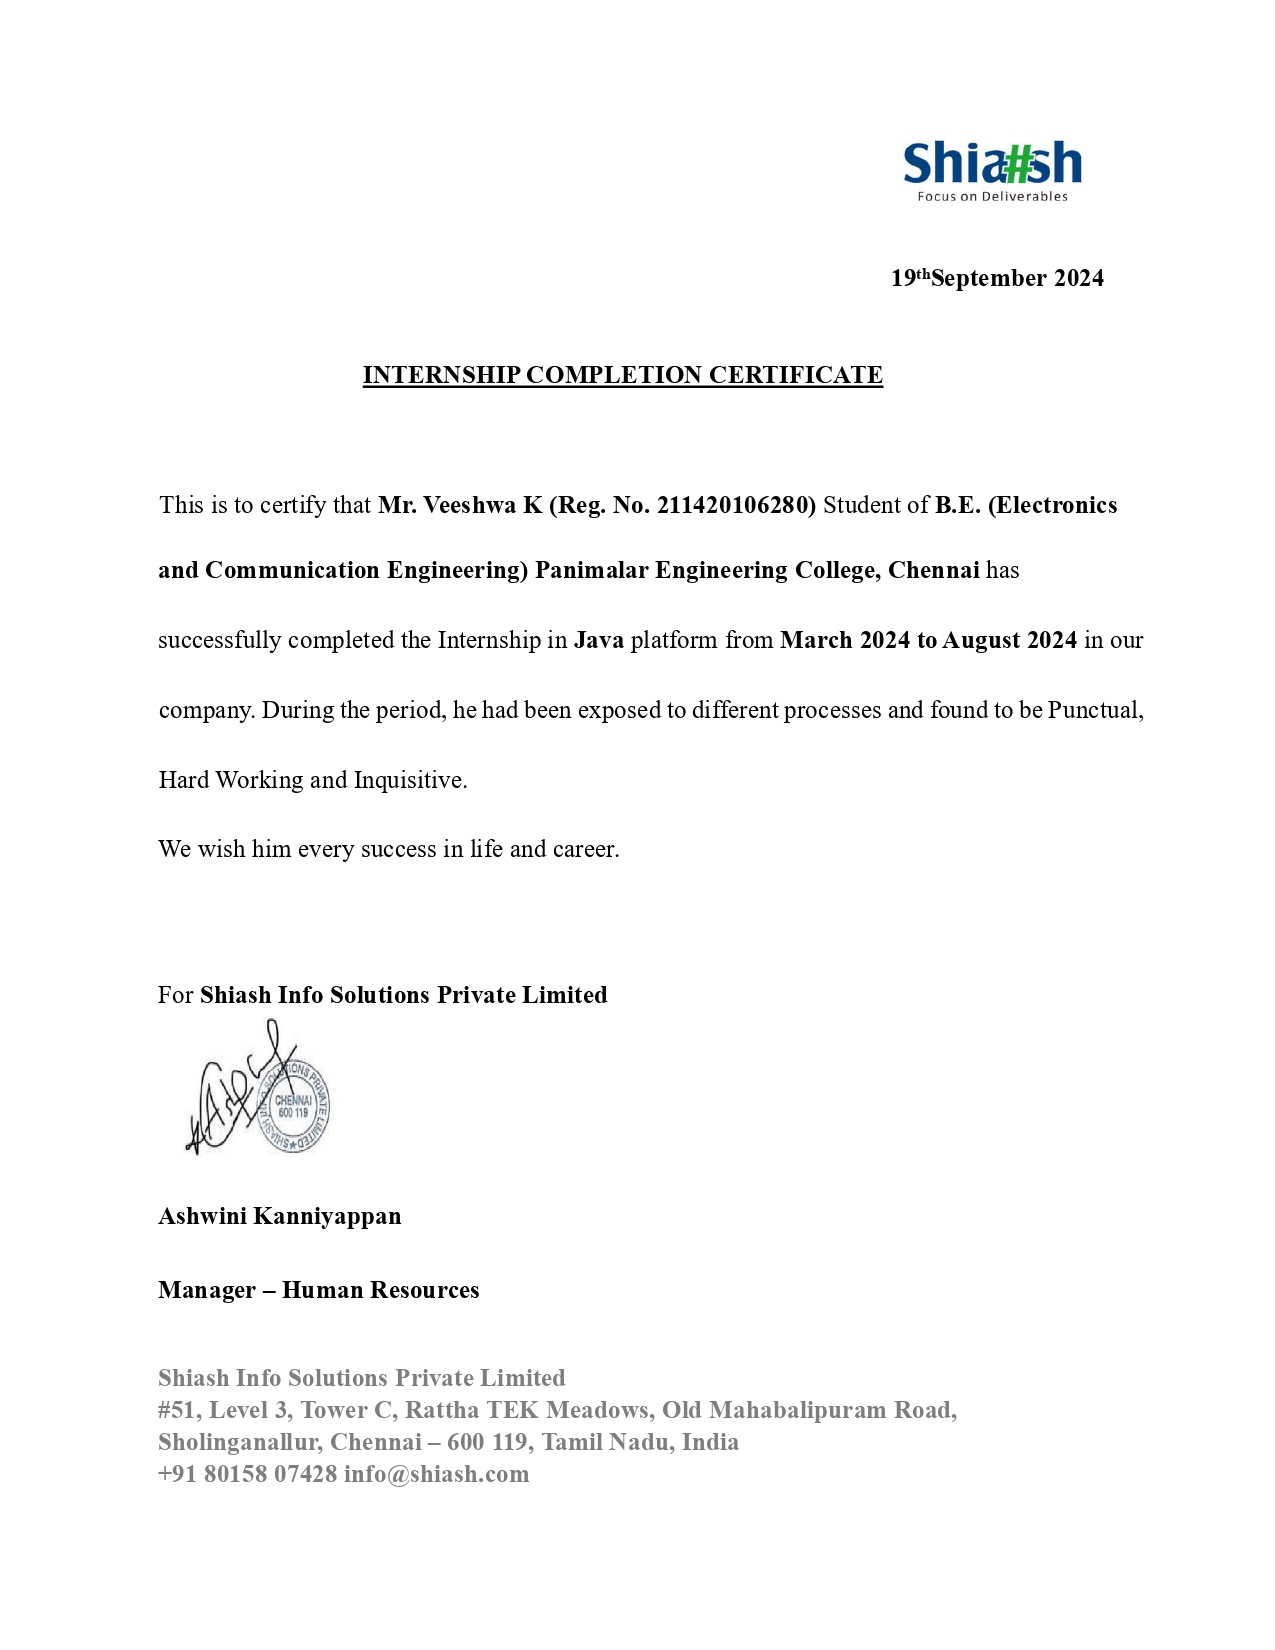 Shia#sh
Focus on Deliverables
19thSeptember 2024
INTERNSHIP COMPLETION CERTIFICATE
This is to certify that Mr. Veeshwa K (Reg. No. 211420106280) Student of B.E. (Electronics
and Communication Engineering) Panimalar Engineering College, Chennai has
successfully completed the Internship in Java platform from March 2024 to August 2024 in our
company. During the period, he had been exposed to different processes and found to be Punctual,
Hard Working and Inquisitive.
We wish him every success in life and career.
For Shiash Info Solutions Private Limited
SHIASH INFO SOLUTIONS PRIVATE LIMITED
CHENNAI
600 119
Ashwini Kanniyappan
Manager – Human Resources
Shiash Info Solutions Private Limited
#51, Level 3, Tower C, Rattha TEK Meadows, Old Mahabalipuram Road,
Sholinganallur, Chennai – 600 119, Tamil Nadu, India
+91 80158 07428 info@shiash.com